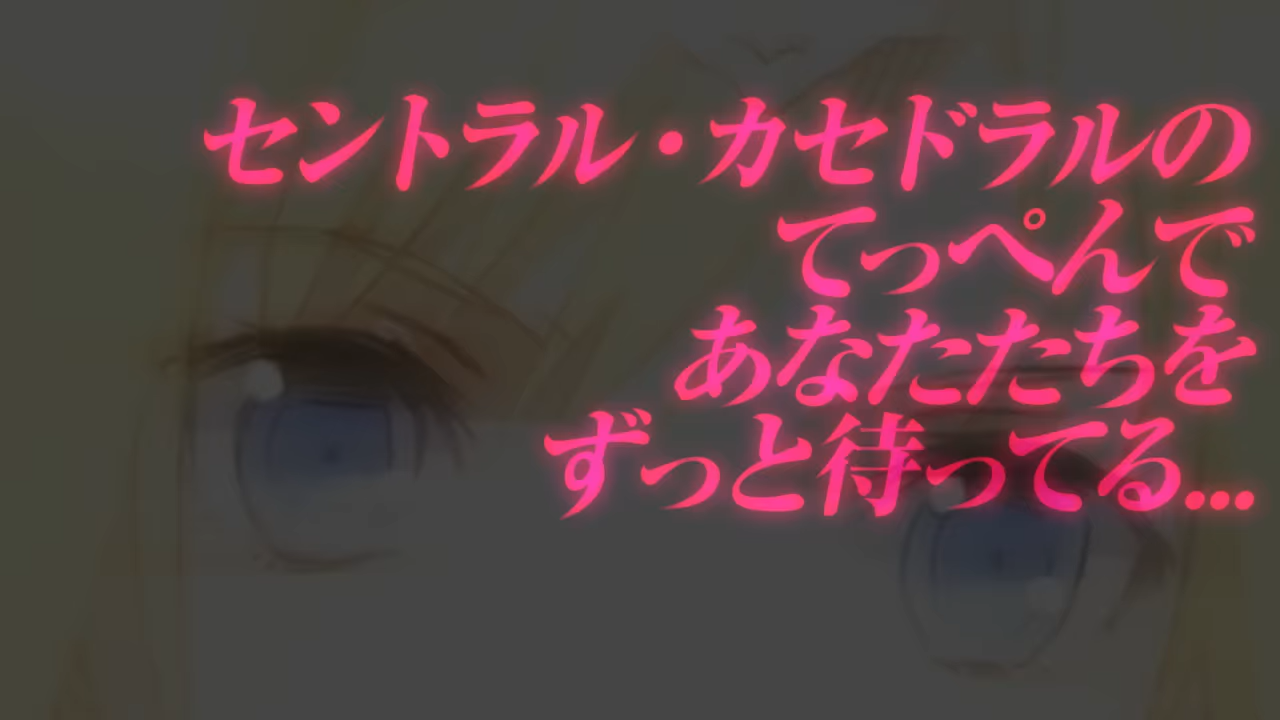 セントラル・カセドラルの
てっぺんで
あなたたちを
ずっと待ってる...